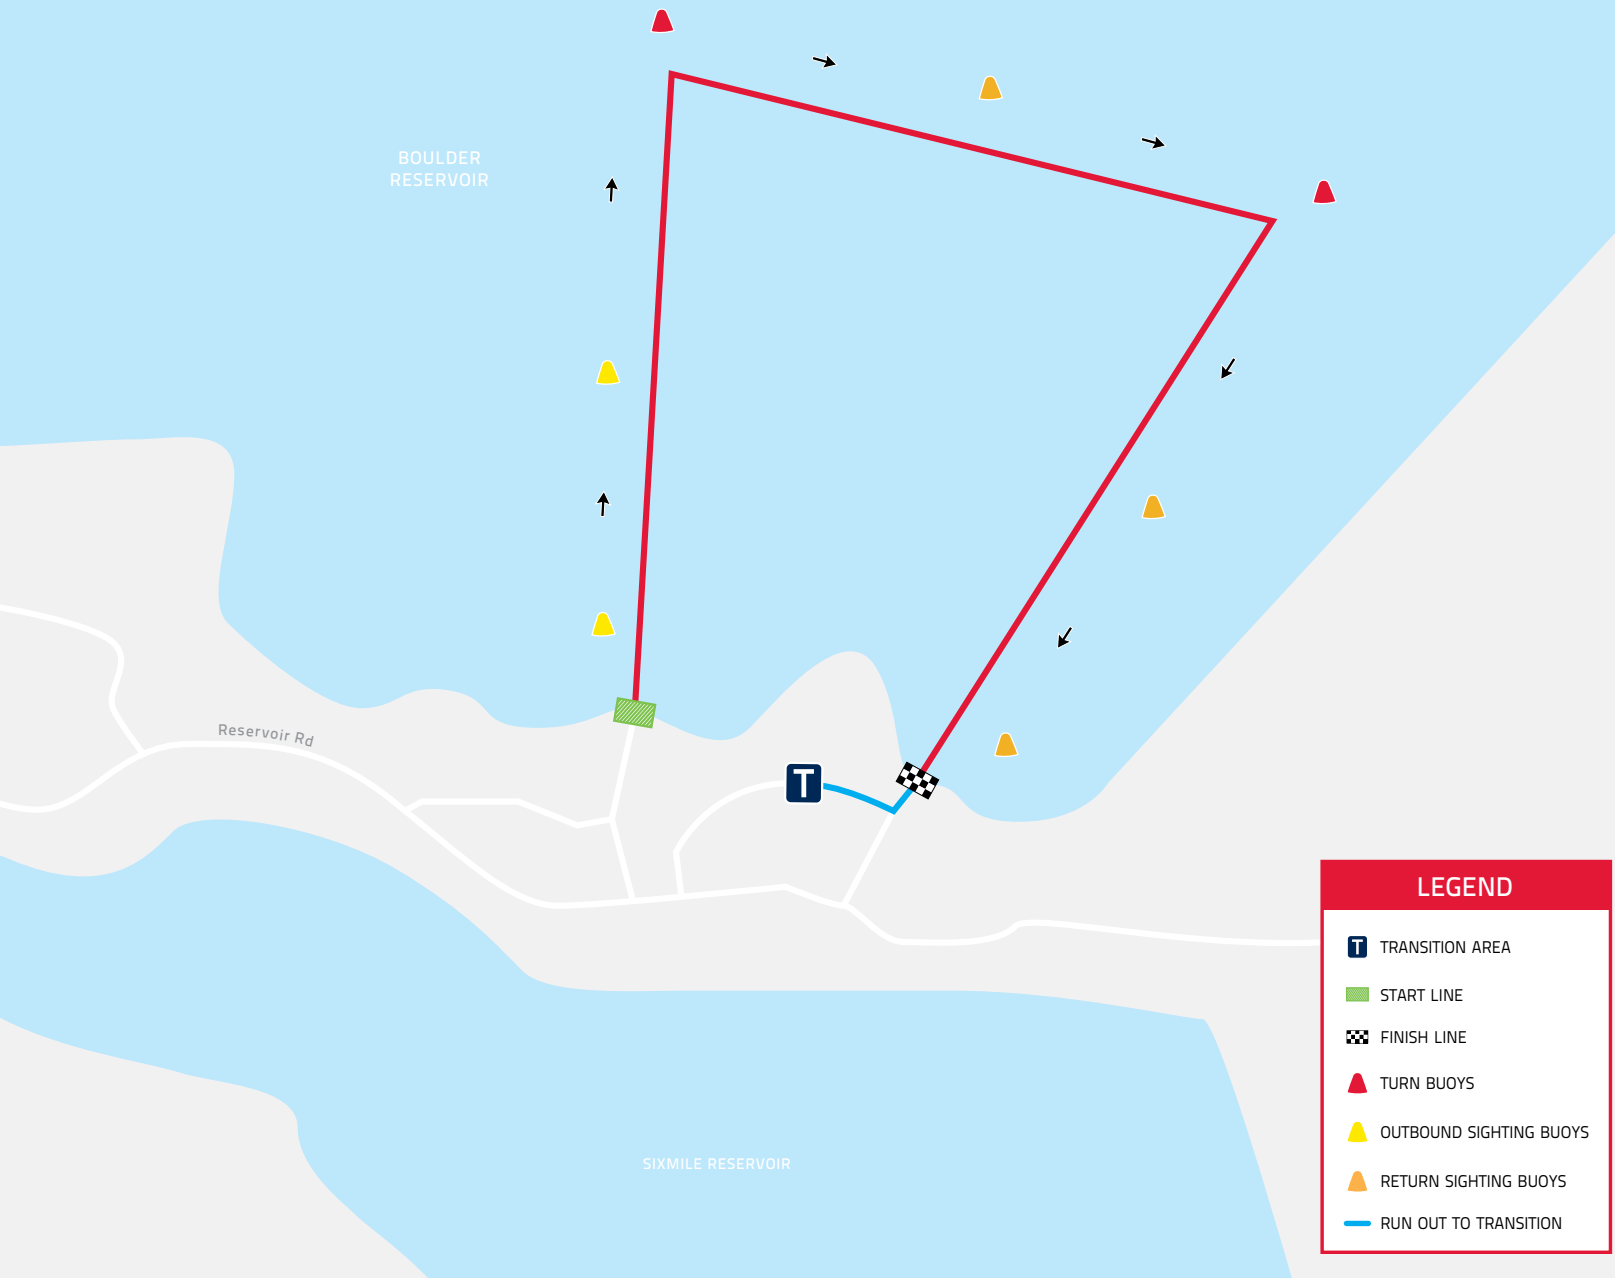 BOULDER
RESERVOIR
Reservoir Rd
T
SIXMILE RESERVOIR
LEGEND
T TRANSITION AREA
START LINE
FINISH LINE
TURN BUOYS
OUTBOUND SIGHTING BUOYS
RETURN SIGHTING BUOYS
RUN OUT TO TRANSITION